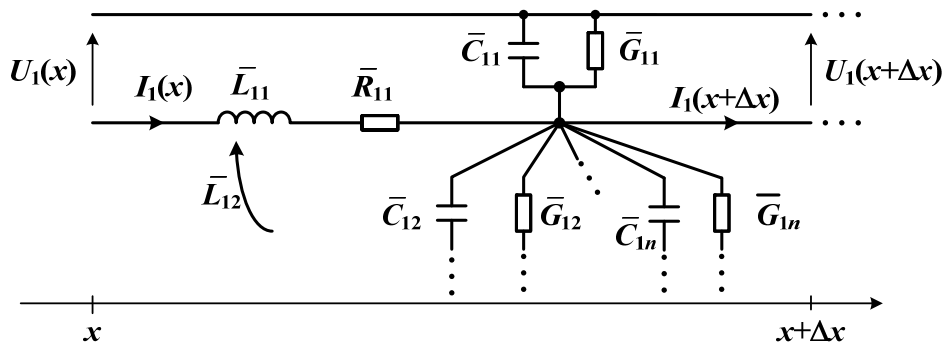 C̄₁₁ Ḡ₁₁
U₁(x) I₁(x) L̄₁₁ R̄₁₁ I₁(x+Δx) U₁(x+Δx)
L̄₁₂ C̄₁₂ Ḡ₁₂ C̄₁ₙ Ḡ₁ₙ
x x+Δx